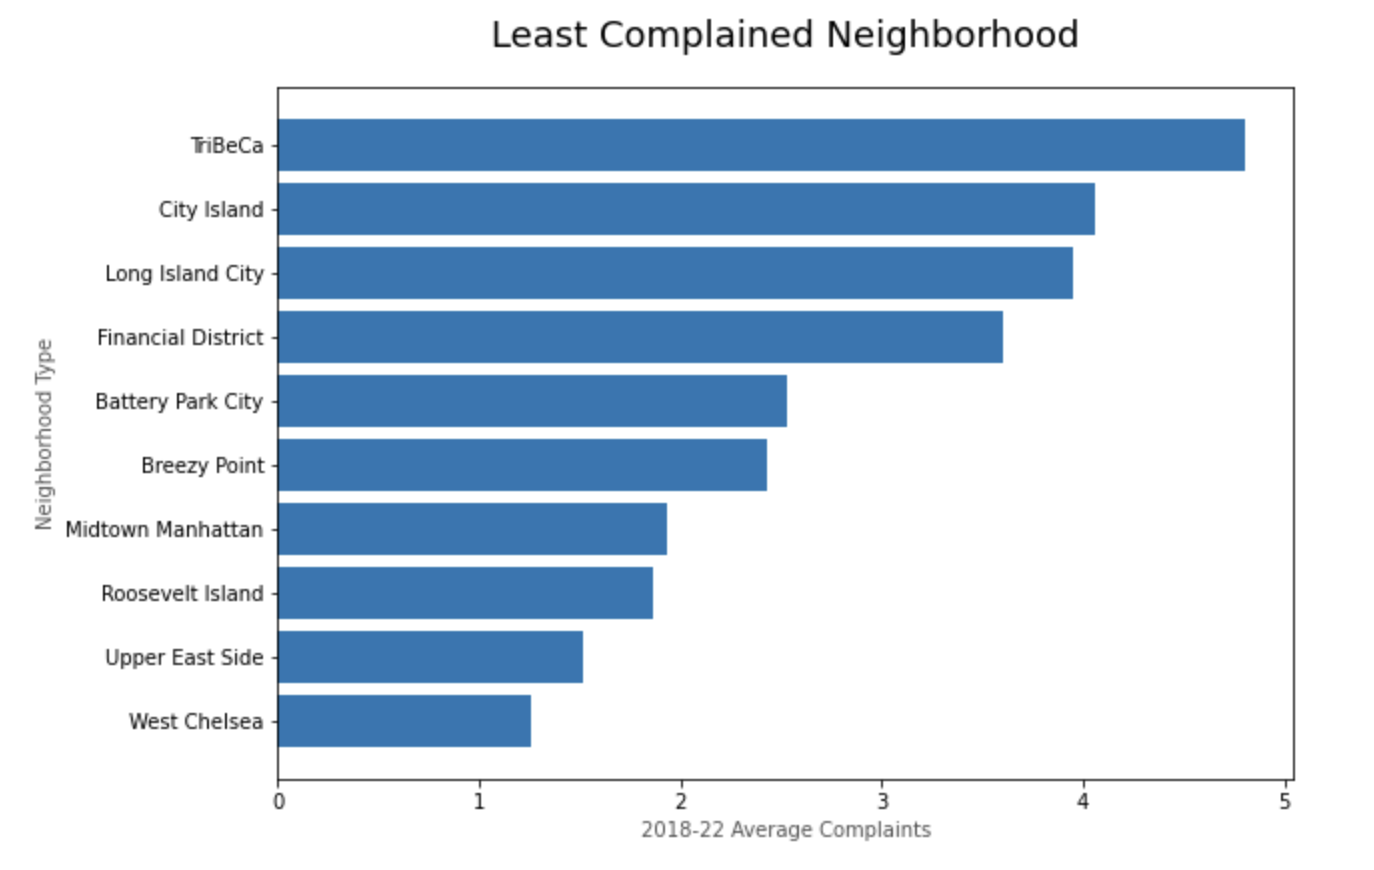 Least Complained Neighborhood
TriBeCa
City Island
Long Island City
Financial District
Battery Park City
Breezy Point
Midtown Manhattan
Roosevelt Island
Upper East Side
West Chelsea
Neighborhood Type
0 1 2 3 4 5
2018-22 Average Complaints